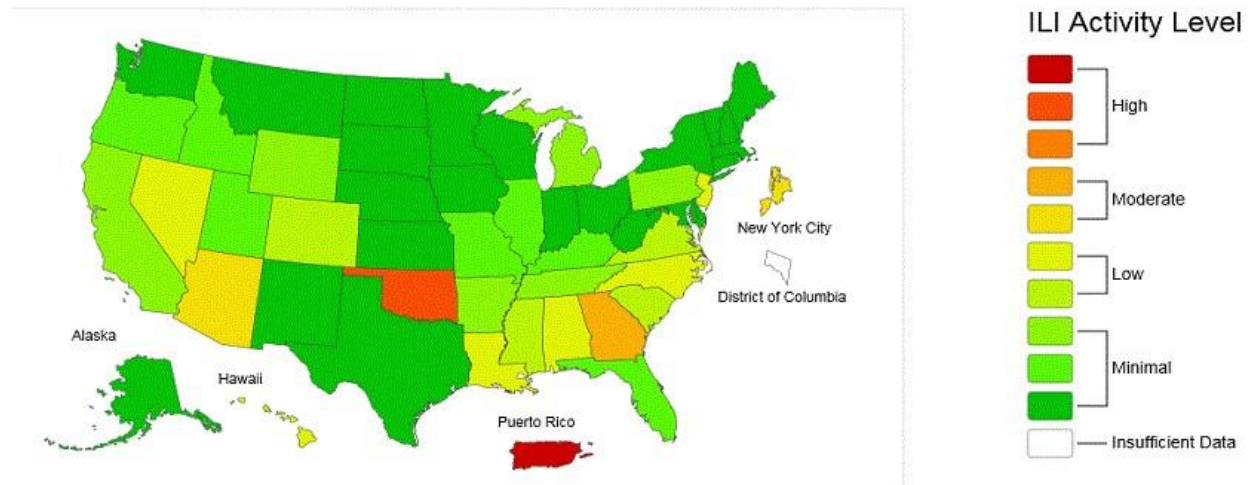 ILI Activity Level
High
Moderate
Low
Minimal
Insufficient Data
New York City
District of Columbia
Alaska
Hawaii
Puerto Rico